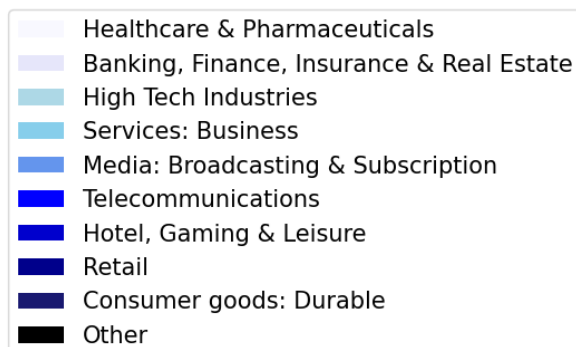 Healthcare & Pharmaceuticals
Banking, Finance, Insurance & Real Estate
High Tech Industries
Services: Business
Media: Broadcasting & Subscription
Telecommunications
Hotel, Gaming & Leisure
Retail
Consumer goods: Durable
Other